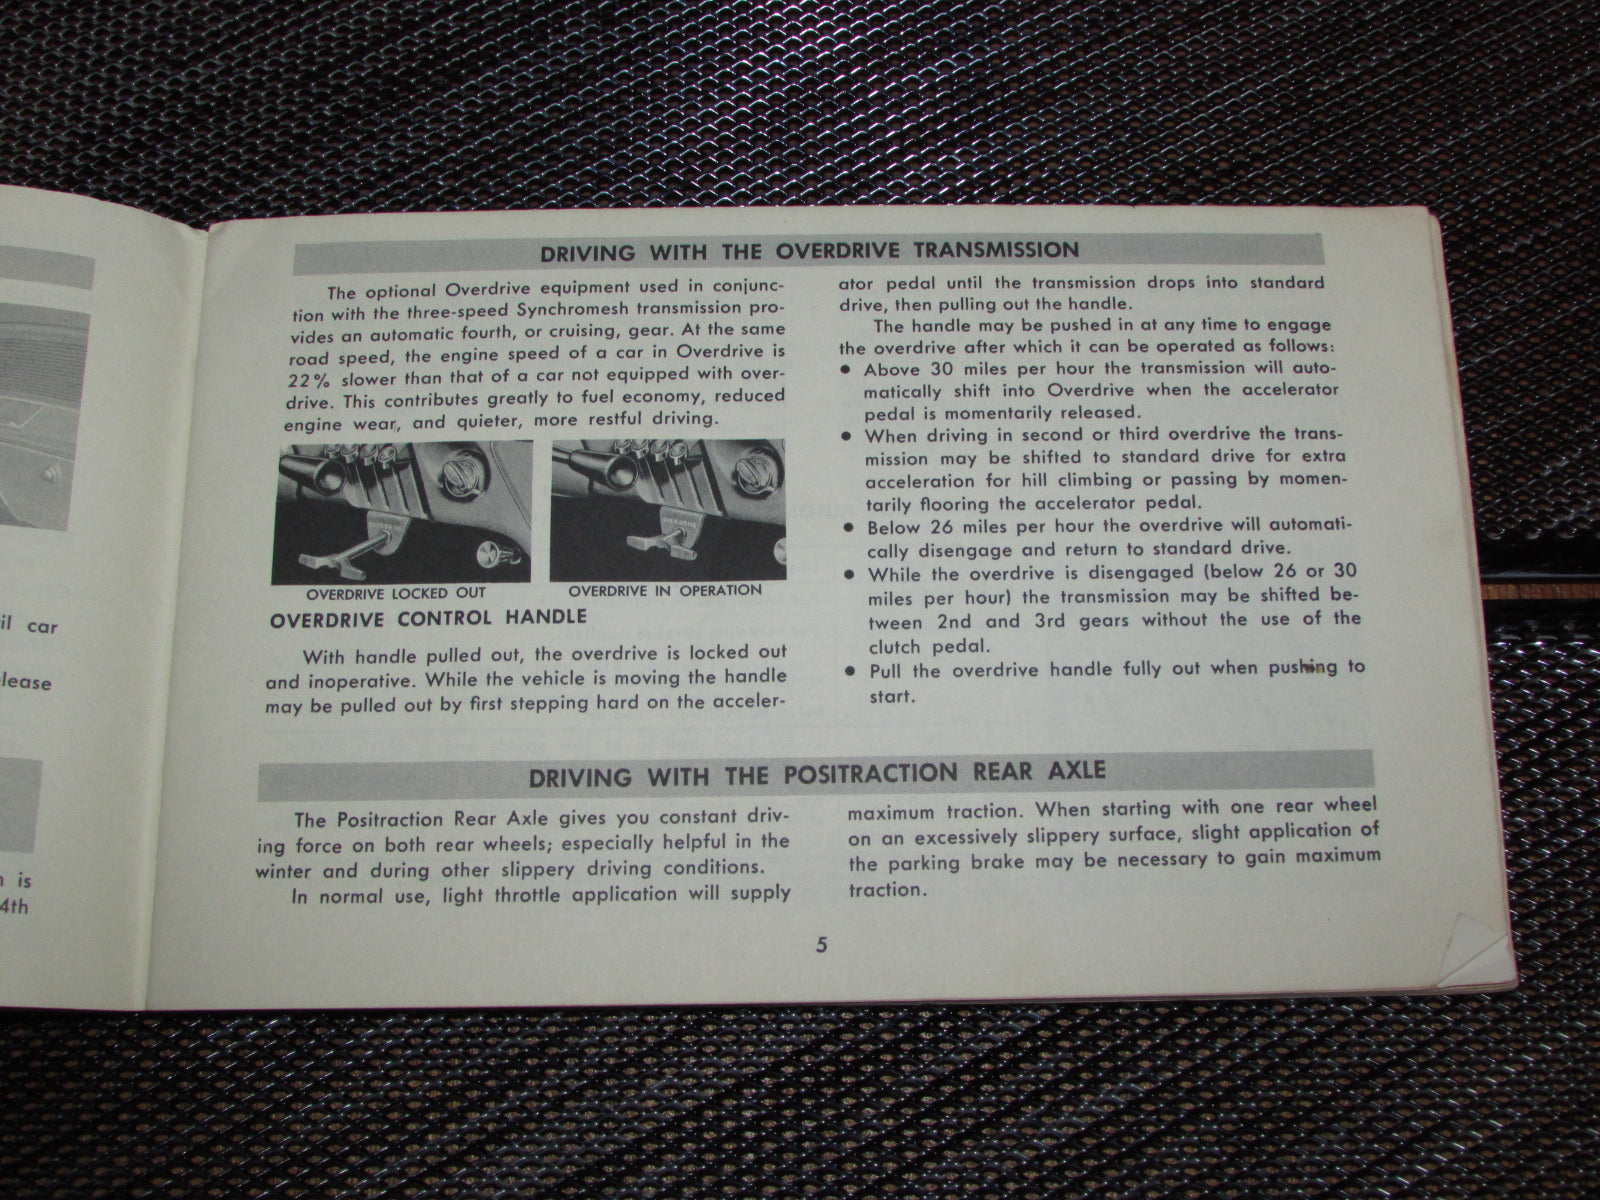 il car
lease
n is
4th
DRIVING WITH THE OVERDRIVE TRANSMISSION
The optional Overdrive equipment used in conjunc-
tion with the three-speed Synchromesh transmission pro-
vides an automatic fourth, or cruising, gear. At the same
road speed, the engine speed of a car in Overdrive is
22% slower than that of a car not equipped with over-
drive. This contributes greatly to fuel economy, reduced
engine wear, and quieter, more restful driving.
OVERDRIVE LOCKED OUT
OVERDRIVE IN OPERATION
OVERDRIVE CONTROL HANDLE
With handle pulled out, the overdrive is locked out
and inoperative. While the vehicle is moving the handle
may be pulled out by first stepping hard on the acceler-
ator pedal until the transmission drops into standard
drive, then pulling out the handle.
The handle may be pushed in at any time to engage
the overdrive after which it can be operated as follows:
● Above 30 miles per hour the transmission will auto-
matically shift into Overdrive when the accelerator
pedal is momentarily released.
● When driving in second or third overdrive the trans-
mission may be shifted to standard drive for extra
acceleration for hill climbing or passing by momen-
tarily flooring the accelerator pedal.
● Below 26 miles per hour the overdrive will automati-
cally disengage and return to standard drive.
● While the overdrive is disengaged (below 26 or 30
miles per hour) the transmission may be shifted be-
tween 2nd and 3rd gears without the use of the
clutch pedal.
● Pull the overdrive handle fully out when pushing to
start.
DRIVING WITH THE POSITRACTION REAR AXLE
The Positraction Rear Axle gives you constant driv-
ing force on both rear wheels; especially helpful in the
winter and during other slippery driving conditions.
In normal use, light throttle application will supply
maximum traction. When starting with one rear wheel
on an excessively slippery surface, slight application of
the parking brake may be necessary to gain maximum
traction.
5